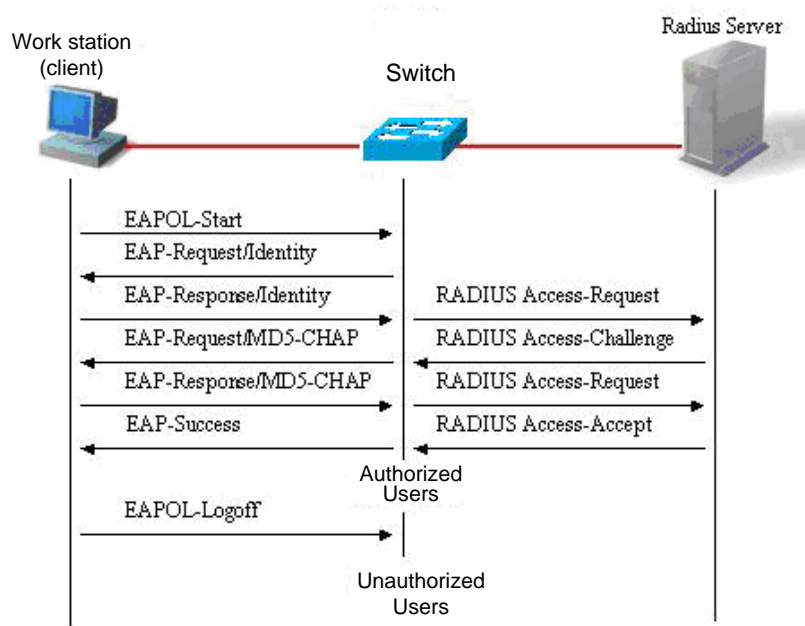 Radius Server
Work station
(client)
Switch
EAPOL-Start
EAP-Request/Identity
EAP-Response/Identity
RADIUS Access-Request
EAP-Request/MD5-CHAP
RADIUS Access-Challenge
EAP-Response/MD5-CHAP
RADIUS Access-Request
EAP-Success
RADIUS Access-Accept
Authorized
Users
EAPOL-Logoff
Unauthorized
Users